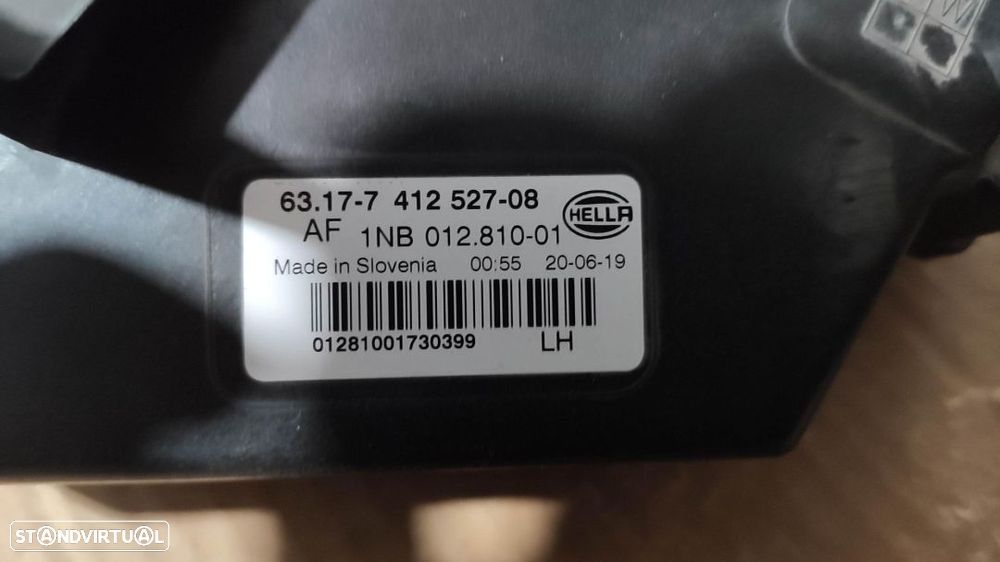 63.17-7 412 527-08
HELLA
AF 1NB 012.810-01
Made in Slovenia 00:55 20-06-19
01281001730399 LH
STANDVIRTUAL